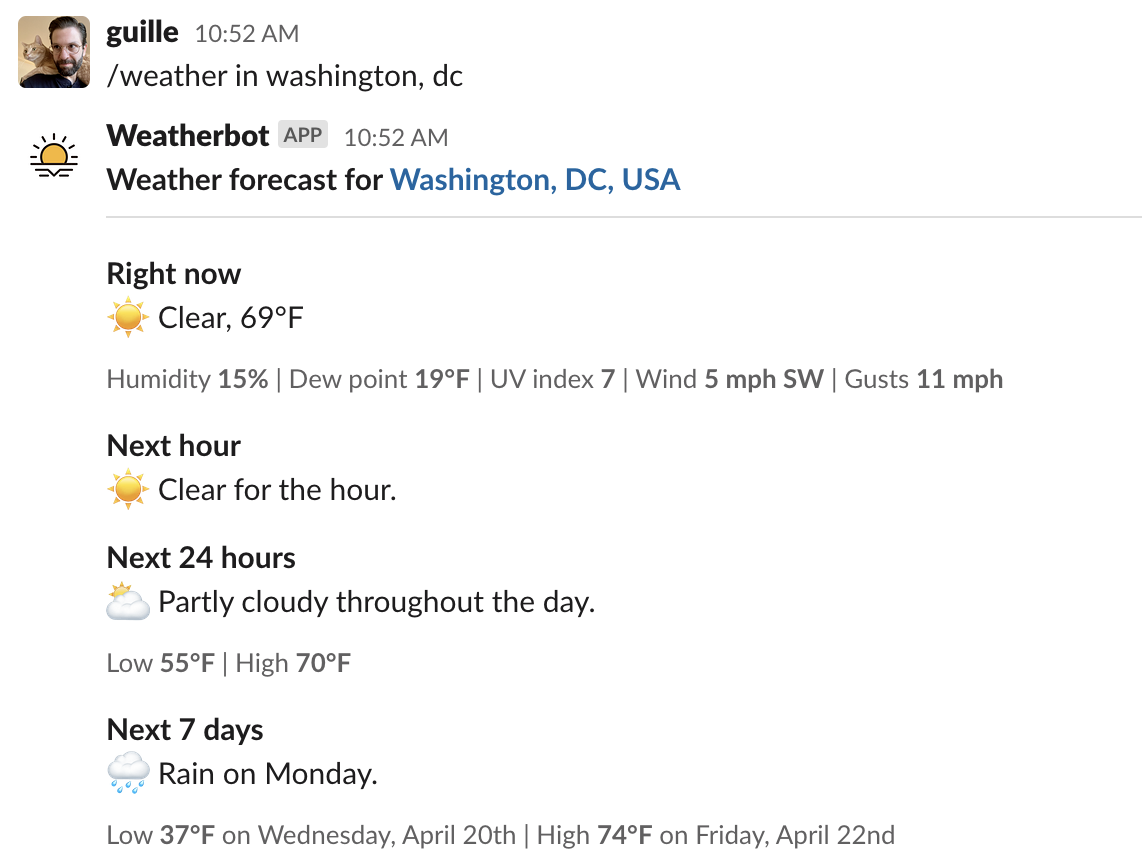 guille 10:52 AM
/weather in washington, dc
Weatherbot APP 10:52 AM
Weather forecast for Washington, DC, USA
Right now
Clear, 69°F
Humidity 15% | Dew point 19°F | UV index 7 | Wind 5 mph SW | Gusts 11 mph
Next hour
Clear for the hour.
Next 24 hours
Partly cloudy throughout the day.
Low 55°F | High 70°F
Next 7 days
Rain on Monday.
Low 37°F on Wednesday, April 20th | High 74°F on Friday, April 22nd